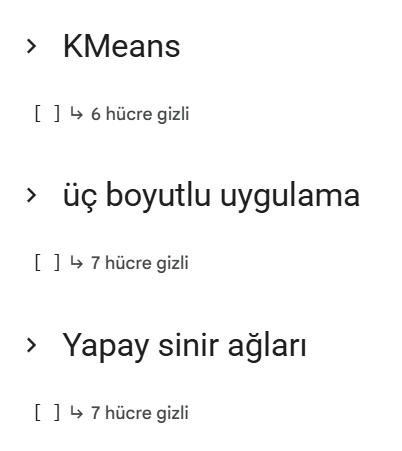 KMeans
[ ] ↳ 6 hücre gizli
üç boyutlu uygulama
[ ] ↳ 7 hücre gizli
Yapay sinir ağları
[ ] ↳ 7 hücre gizli